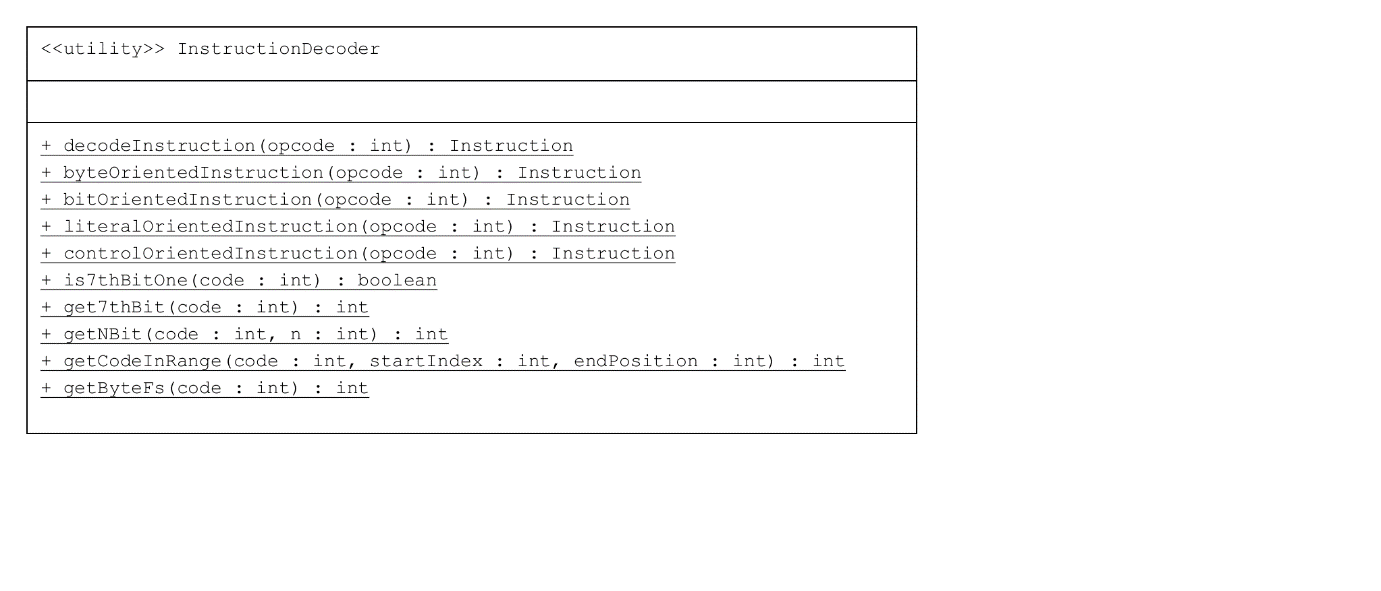 <<utility>> InstructionDecoder
+ decodeInstruction(opcode : int) : Instruction
+ byteOrientedInstruction(opcode : int) : Instruction
+ bitOrientedInstruction(opcode : int) : Instruction
+ literalOrientedInstruction(opcode : int) : Instruction
+ controlOrientedInstruction(opcode : int) : Instruction
+ is7thBitOne(code : int) : boolean
+ get7thBit(code : int) : int
+ getNBit(code : int, n : int) : int
+ getCodeInRange(code : int, startIndex : int, endPosition : int) : int
+ getByteFs(code : int) : int